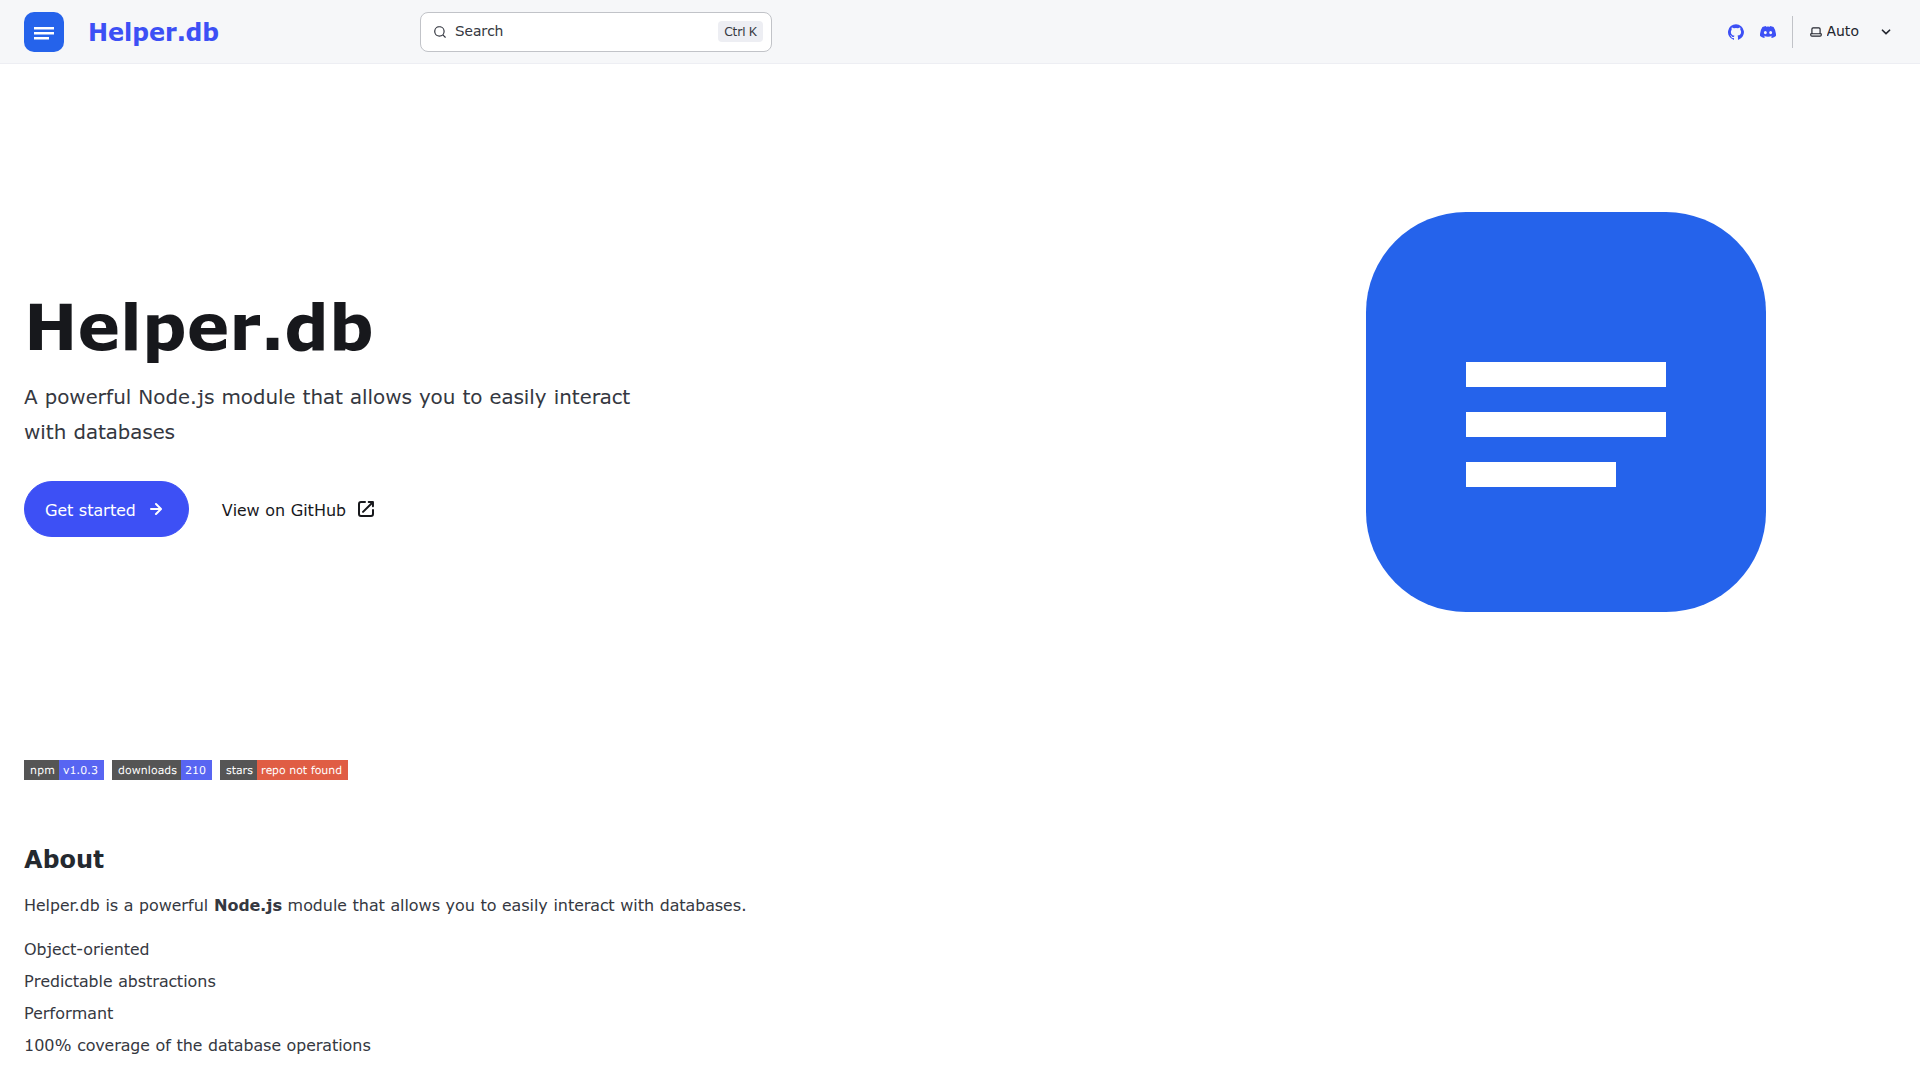 Helper.db
Search
Ctrl K
Auto
Helper.db
A powerful Node.js module that allows you to easily interact
with databases
Get started
View on GitHub
npm v1.0.3
downloads 210
stars repo not found
About
Helper.db is a powerful Node.js module that allows you to easily interact with databases.
Object-oriented
Predictable abstractions
Performant
100% coverage of the database operations